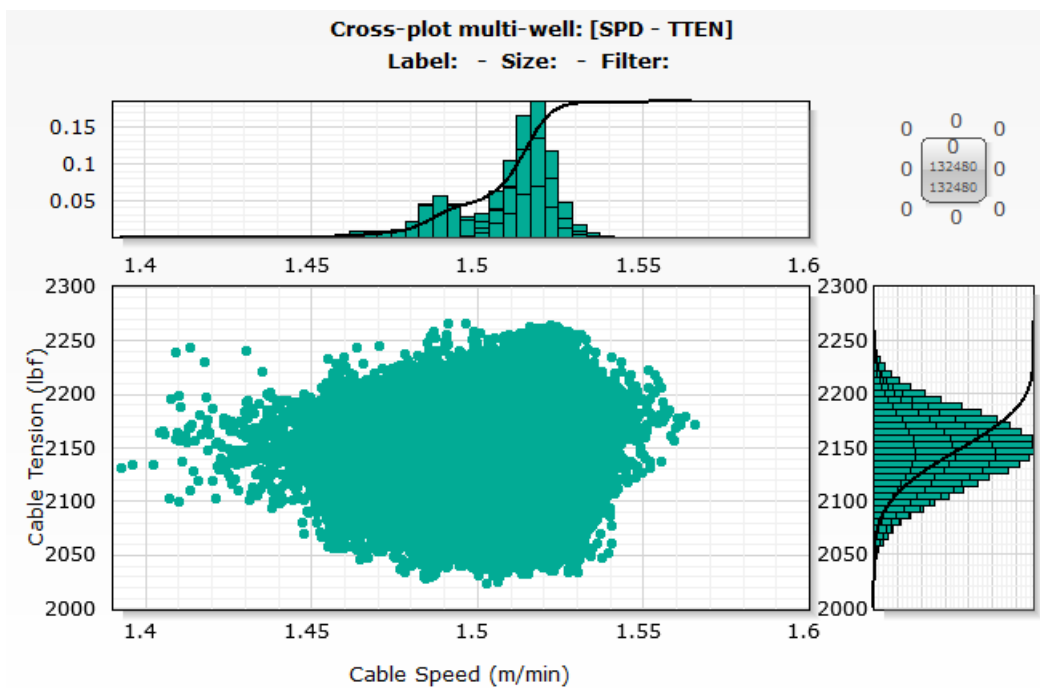 Cross-plot multi-well: [SPD - TTEN]
Label:  - Size:  - Filter:
0.15
0.1
0.05
1.4 1.45 1.5 1.55 1.6
0 0 0
0
0 132480 0
132480
0 0 0
2300
2250
2200
2150
2100
2050
2000
Cable Tension (lbf)
1.4 1.45 1.5 1.55 1.6
Cable Speed (m/min)
2300
2250
2200
2150
2100
2050
2000